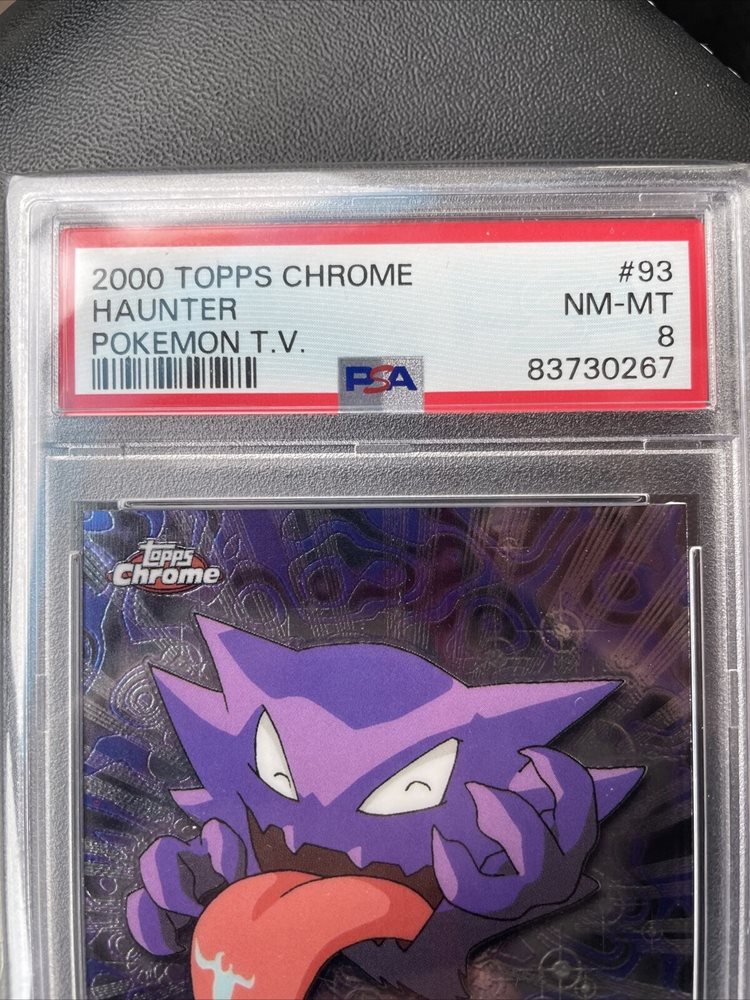 2000 TOPPS CHROME #93
HAUNTER NM-MT
POKEMON T.V. 8
PSA 83730267
Topps
Chrome